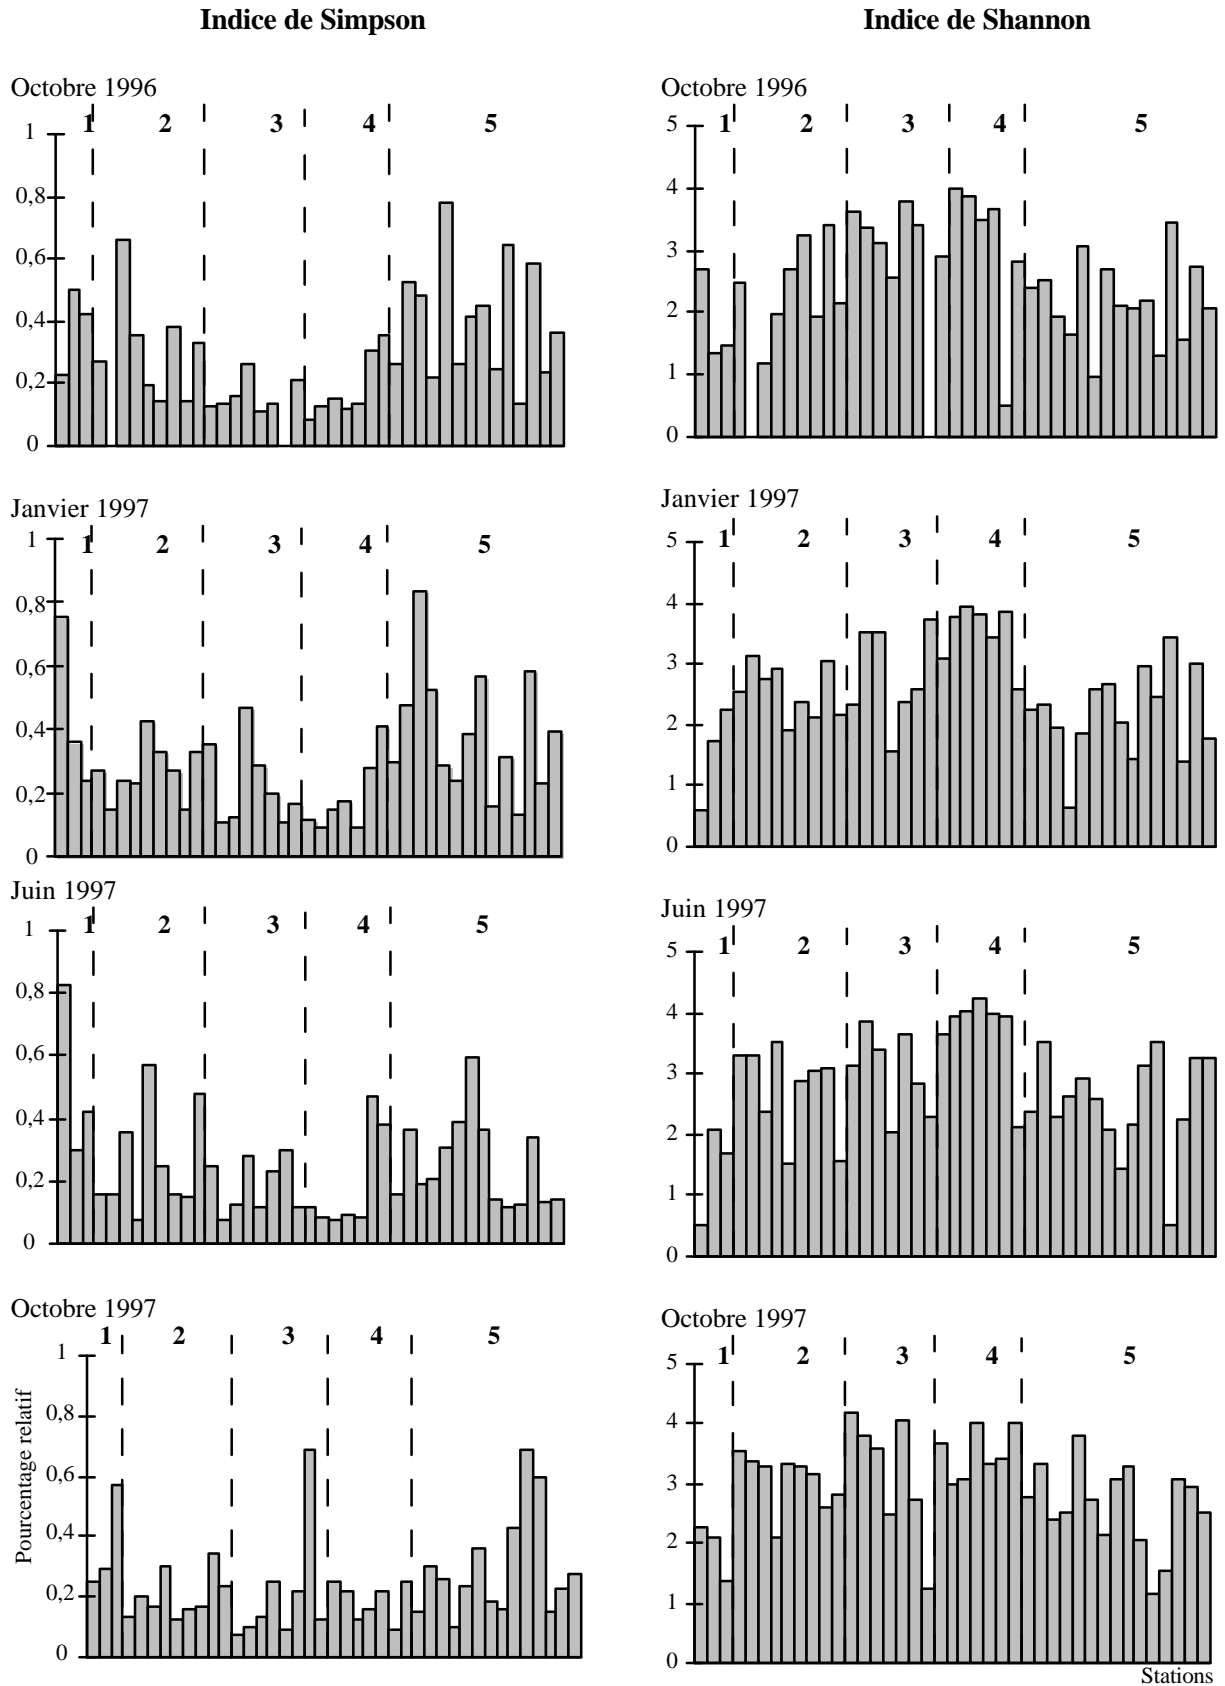 Indice de Simpson
Octobre 1996
1 2 3 4 5
1
0,8
0,6
0,4
0,2
0
Janvier 1997
1 2 3 4 5
1
0,8
0,6
0,4
0,2
0
Juin 1997
1 2 3 4 5
1
0,8
0,6
0,4
0,2
0
Octobre 1997
1 2 3 4 5
1
0,8
0,6
0,4
0,2
0
Pourcentage relatif
Indice de Shannon
Octobre 1996
1 2 3 4 5
5
4
3
2
1
0
Janvier 1997
1 2 3 4 5
5
4
3
2
1
0
Juin 1997
1 2 3 4 5
5
4
3
2
1
0
Octobre 1997
1 2 3 4 5
5
4
3
2
1
0
Stations